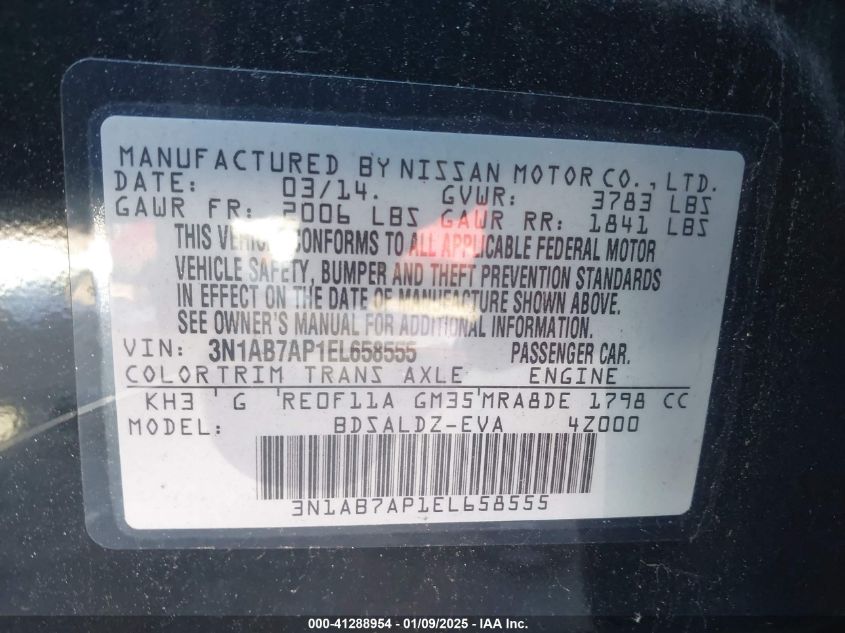 MANUFACTURED BY NISSAN MOTOR CO., LTD.
DATE: 03/14. GVWR: 3783 LBS
GAWR FR: 2006 LBS GAWR RR: 1841 LBS
THIS VEHICLE CONFORMS TO ALL APPLICABLE FEDERAL MOTOR
VEHICLE SAFETY, BUMPER AND THEFT PREVENTION STANDARDS
IN EFFECT ON THE DATE OF MANUFACTURE SHOWN ABOVE.
SEE OWNER'S MANUAL FOR ADDITIONAL INFORMATION.
VIN: 3N1AB7AP1EL658555 PASSENGER CAR.
COLORTRIM TRANS AXLE ENGINE
KH3 ' G 'RE0F11A GM35'MRA8DE 1798 CC
MODEL: BDSALDZ-EVA 4Z000
3N1AB7AP1EL658555
000-41288954 - 01/09/2025 - IAA Inc.